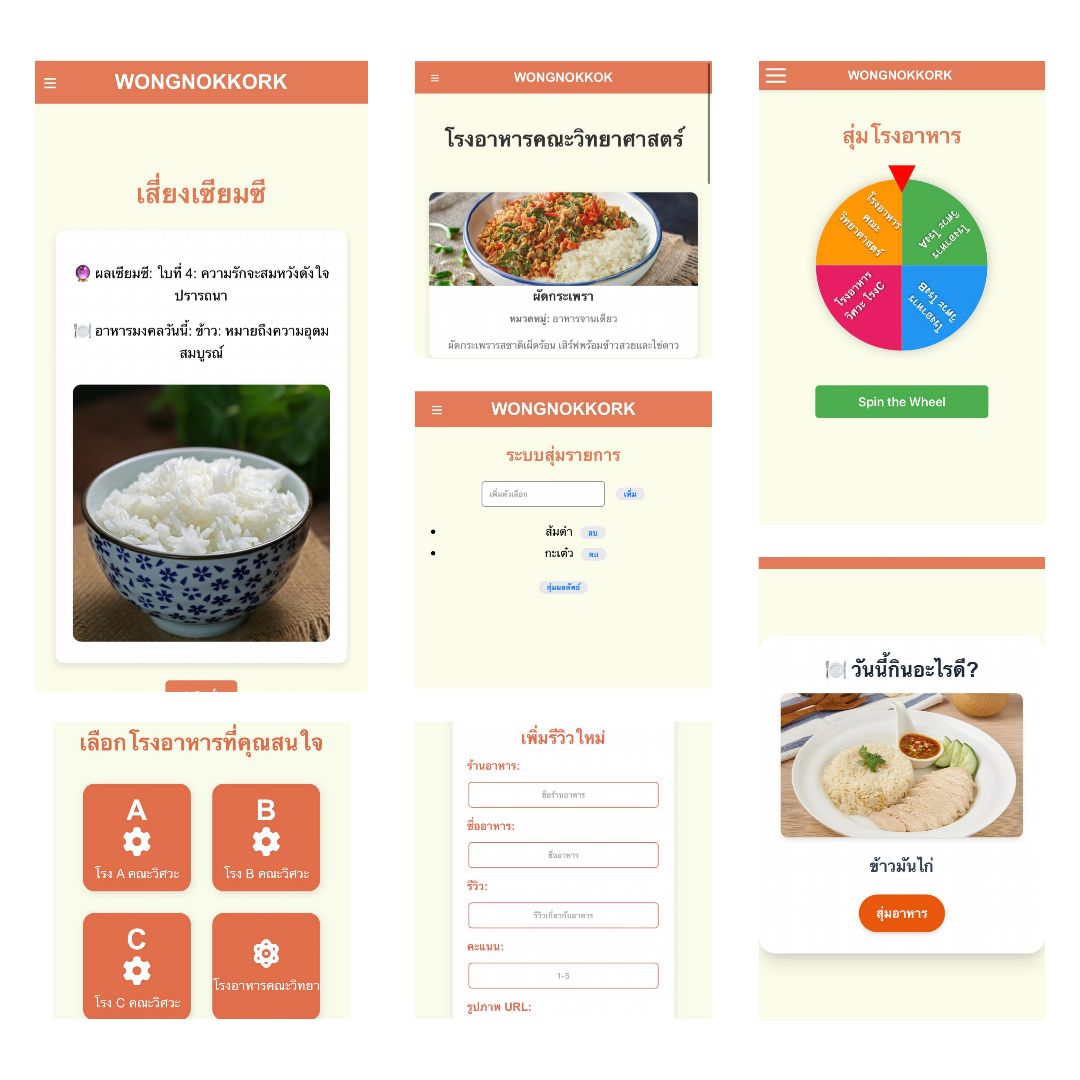 WONGNOKKORK
เสี่ยงเซียมซี
🔮 ผลเซียมซี: ใบที่ 4: ความรักจะสมหวังดังใจ
ปรารถนา
🍽️ อาหารมงคลวันนี้: ข้าว: หมายถึงความอุดม
สมบูรณ์
WONGNOKKOK
โรงอาหารคณะวิทยาศาสตร์
ผัดกระเพรา
หมวดหมู่: อาหารจานเดียว
ผัดกระเพรารสชาติเผ็ดร้อน เสิร์ฟพร้อมข้าวสวยและไข่ดาว
WONGNOKKORK
สุ่มโรงอาหาร
โรงอาหาร
คณะ
วิทยาศาสตร์
โรงอาหาร
วิศวะ โรงA
โรงอาหาร
วิศวะ โรงC
โรงอาหาร
วิศวะ โรงB
Spin the Wheel
WONGNOKKORK
ระบบสุ่มรายการ
เพิ่มตัวเลือก
เพิ่ม
• ส้มตำ ลบ
• กะเต๋ว ลบ
สุ่มผลลัพธ์
เลือกโรงอาหารที่คุณสนใจ
A
โรง A คณะวิศวะ
B
โรง B คณะวิศวะ
C
โรง C คณะวิศวะ
โรงอาหารคณะวิทยา
เพิ่มรีวิวใหม่
ร้านอาหาร:
ชื่อร้านอาหาร
ชื่ออาหาร:
ชื่ออาหาร
รีวิว:
รีวิวเกี่ยวกับอาหาร
คะแนน:
1-5
รูปภาพ URL:
🍽️ วันนี้กินอะไรดี?
ข้าวมันไก่
สุ่มอาหาร